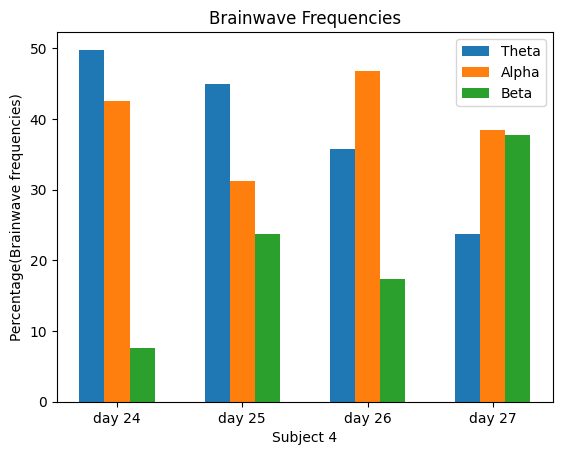 Brainwave Frequencies
Theta
Alpha
Beta
Percentage(Brainwave frequencies)
50
40
30
20
10
0
day 24 day 25 day 26 day 27
Subject 4